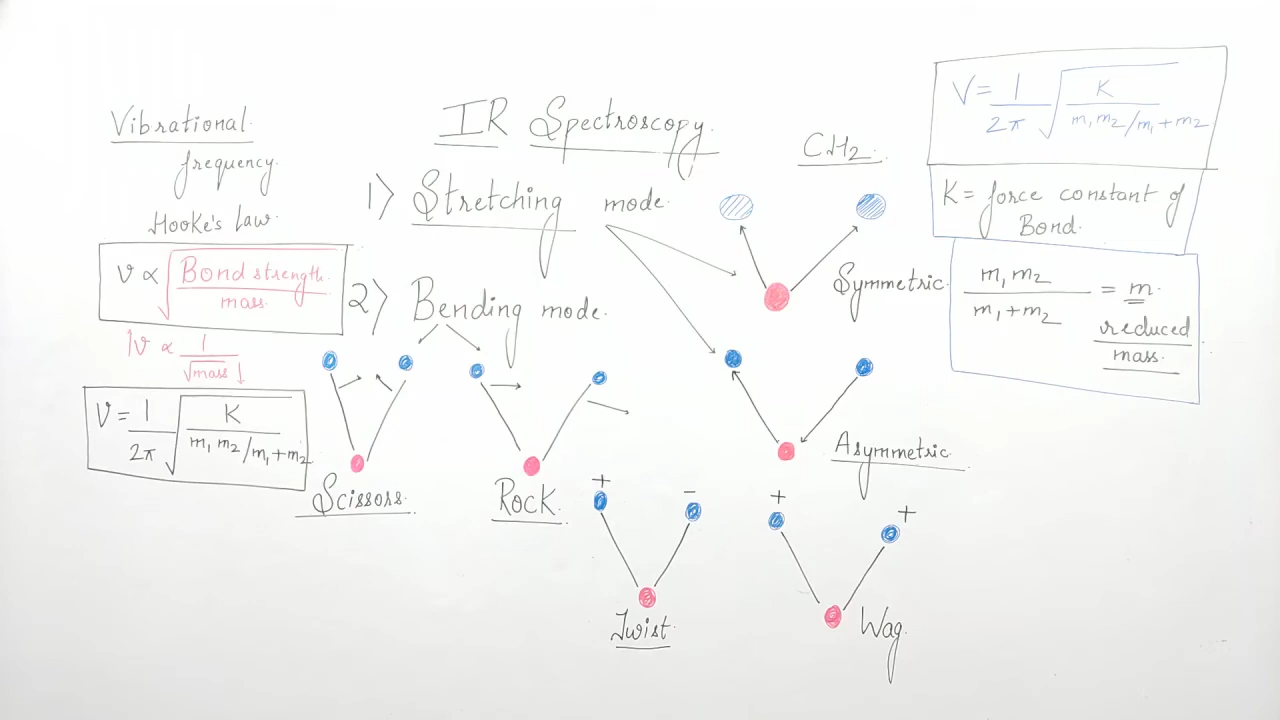 IR Spectroscopy.
Vibrational
frequency
Hooke's Law.
ν ∝ √(Bond strength / mass.)
↑ν ∝ 1/√mass ↓
ν = 1/2π √(K / m₁m₂/m₁+m₂)
1) Stretching mode.
2) Bending mode.
CH₂.
Symmetric.
Asymmetric.
Scissors.
Rock.
+
-
Twist.
+
+
Wag.
ν = 1/2π √(K / m₁m₂/m₁+m₂)
K = force constant of
Bond.
m₁m₂ / m₁+m₂ = m.
reduced
mass.